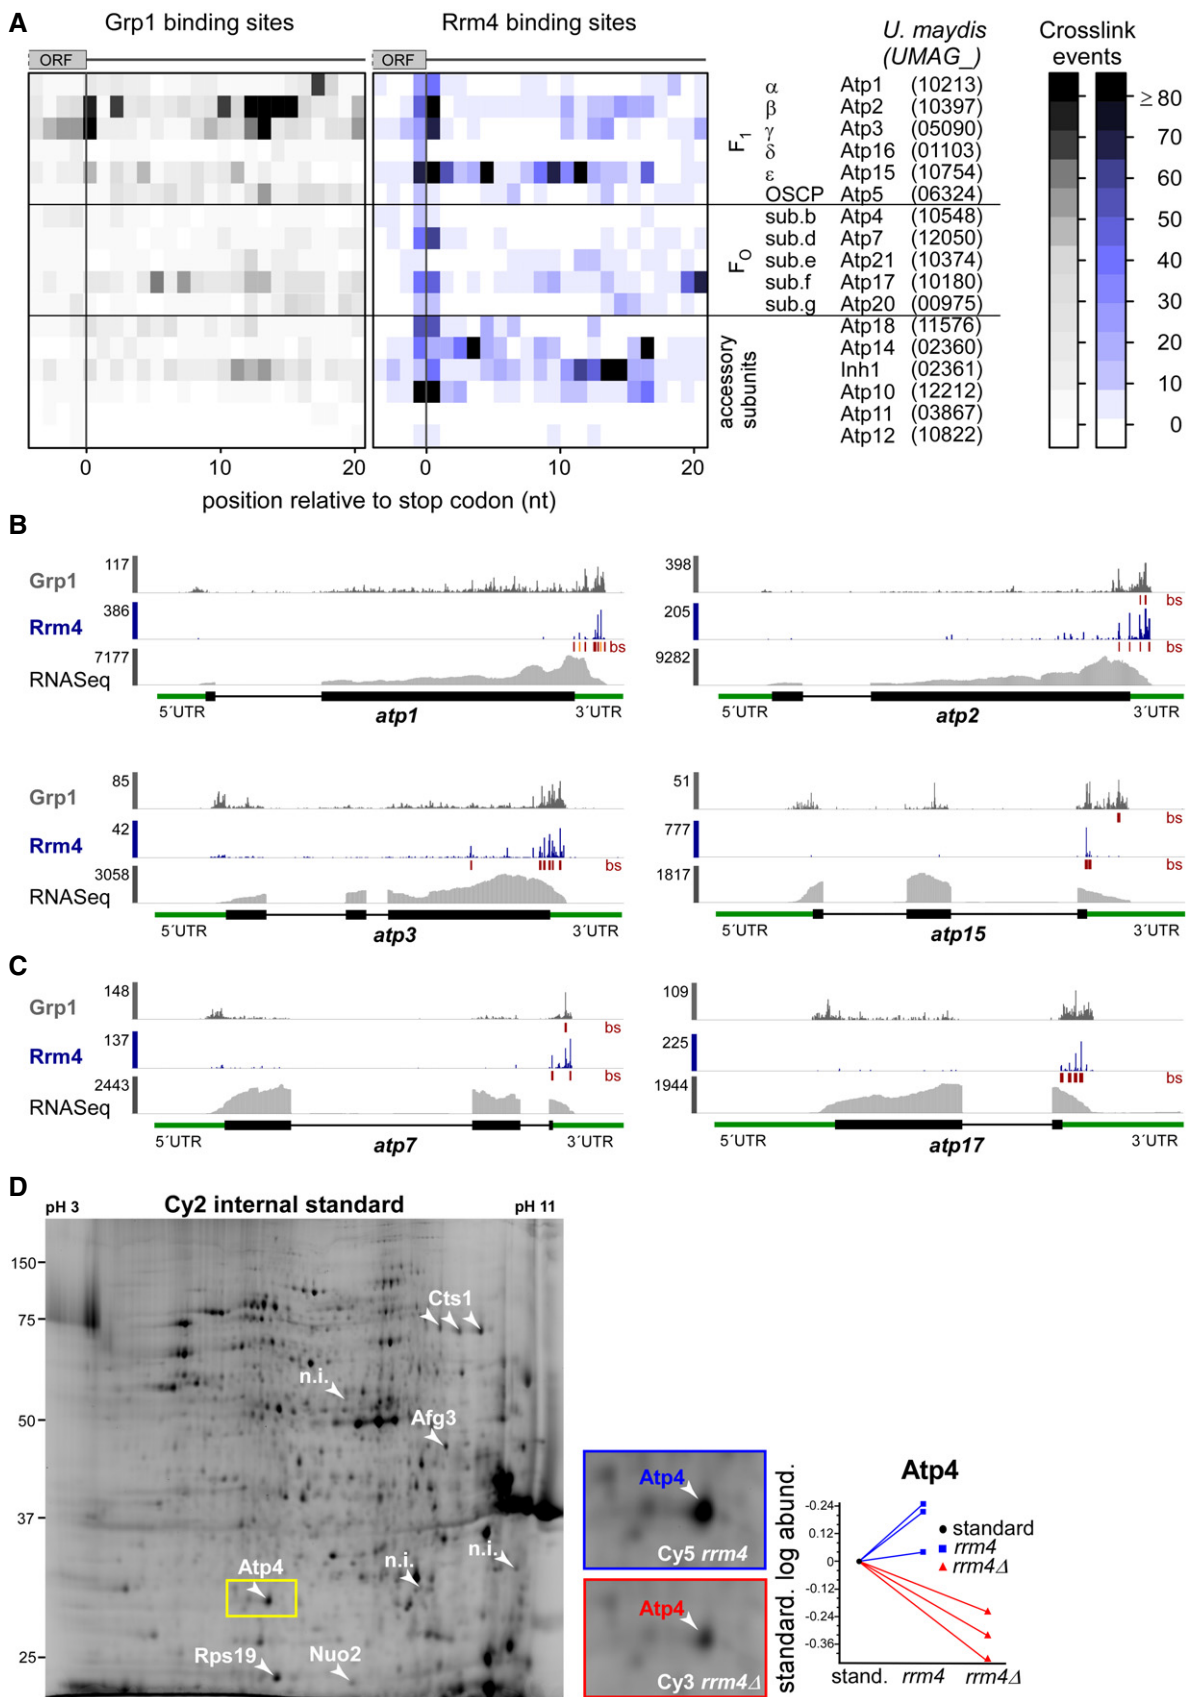 A
Grp1 binding sites
Rrm4 binding sites
U. maydis
(UMAG_)
Crosslink
events
ORF
ORF
F1
α Atp1 (10213)
β Atp2 (10397)
γ Atp3 (05090)
δ Atp16 (01103)
ε Atp15 (10754)
OSCP Atp5 (06324)
FO
sub.b Atp4 (10548)
sub.d Atp7 (12050)
sub.e Atp21 (10374)
sub.f Atp17 (10180)
sub.g Atp20 (00975)
accessory
subunits
Atp18 (11576)
Atp14 (02360)
Inh1 (02361)
Atp10 (12212)
Atp11 (03867)
Atp12 (10822)
≥ 80
70
60
50
40
30
20
10
0
0 10 20
0 10 20
position relative to stop codon (nt)
B
Grp1 117
Rrm4 386
bs
RNASeq 7177
5´UTR atp1 3´UTR
398
bs
205
bs
9282
5´UTR atp2 3´UTR
Grp1 85
Rrm4 42
bs
RNASeq 3058
5´UTR atp3 3´UTR
51
bs
777
bs
1817
5´UTR atp15 3´UTR
C
Grp1 148
bs
Rrm4 137
bs
RNASeq 2443
5´UTR atp7 3´UTR
109
225
bs
1944
5´UTR atp17 3´UTR
D
pH 3 Cy2 internal standard pH 11
150
75
50
37
25
Cts1
n.i.
Afg3
n.i.
n.i.
Atp4
Rps19
Nuo2
Atp4
Cy5 rrm4
Atp4
Cy3 rrm4Δ
Atp4
standard. log abund.
-0.24
0.12
0
-0.12
-0.24
-0.36
standard
rrm4
rrm4Δ
stand. rrm4 rrm4Δ